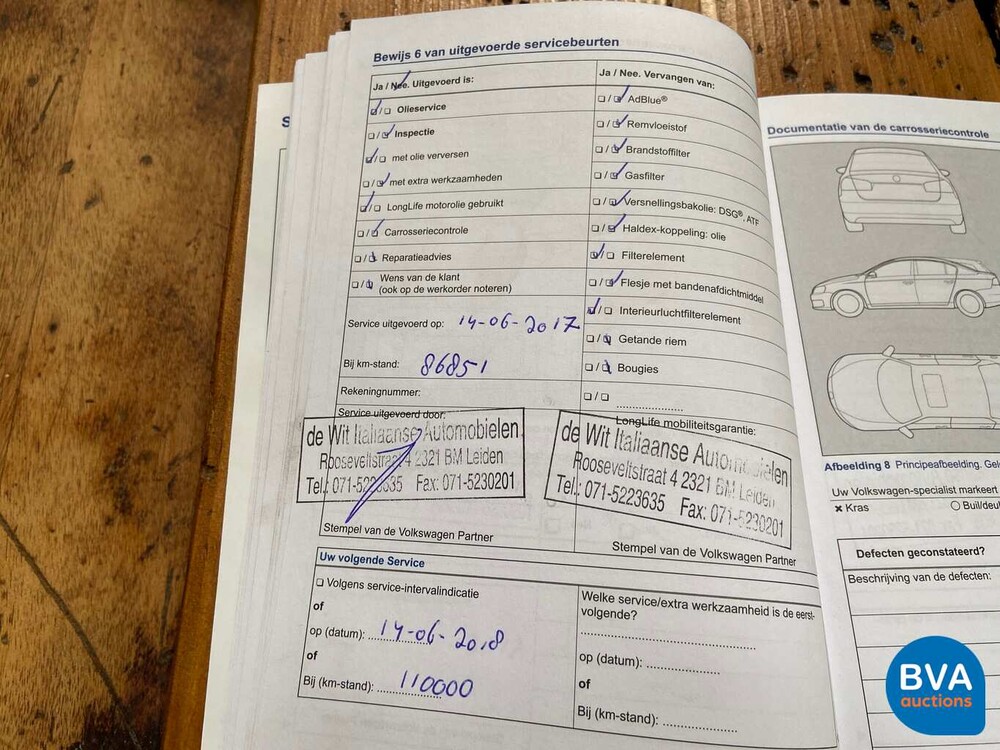 Bewijs 6 van uitgevoerde servicebeurten
Ja / Nee. Uitgevoerd is:
Olieservice
Inspectie
met olie verversen
met extra werkzaamheden
LongLife motorolie gebruikt
Carrosseriecontrole
Reparatieadvies
Wens van de klant
(ook op de werkorder noteren)
Service uitgevoerd op: 14-06-2017
Bij km-stand: 86851
Rekeningnummer:
Service uitgevoerd door:
de Wit Italiaanse Automobielen
Rooseveltstraat 4 2321 BM Leiden
Tel.: 071-5223635 Fax: 071-5230201
Stempel van de Volkswagen Partner
Ja / Nee. Vervangen van:
AdBlue®
Remvloeistof
Brandstoffilter
Gasfilter
Versnellingsbakolie: DSG®, ATF
Haldex-koppeling: olie
Filterelement
Flesje met bandenafdichtmiddel
Interieurluchtfilterelement
Getande riem
Bougies
LongLife mobiliteitsgarantie:
de Wit Italiaanse Automobielen
Rooseveltstraat 4 2321 BM Leiden
Tel.: 071-5223635 Fax: 071-5230201
Stempel van de Volkswagen Partner
Uw volgende Service
Volgens service-intervalindicatie
of
op (datum): 14-06-2018
of
Bij (km-stand): 110000
Welke service/extra werkzaamheid is de eerst-
volgende?
op (datum):
of
Bij (km-stand):
Documentatie van de carrosseriecontrole
Afbeelding 8 Principeafbeelding.
Uw Volkswagen-specialist markeert
× Kras
Defecten geconstateerd?
Beschrijving van de defecten:
BVA
auctions